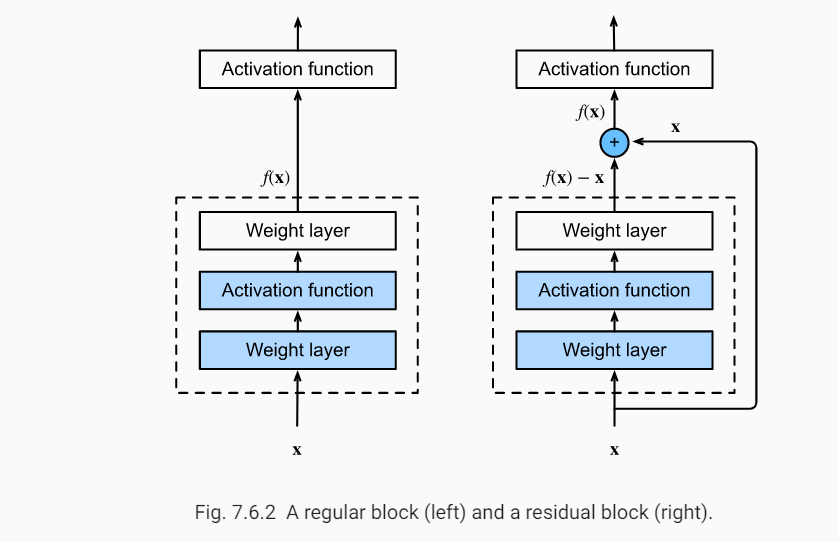 Activation function
f(x)
Weight layer
Activation function
Weight layer
x
Activation function
f(x)
x
+
f(x) − x
Weight layer
Activation function
Weight layer
x
Fig. 7.6.2 A regular block (left) and a residual block (right).